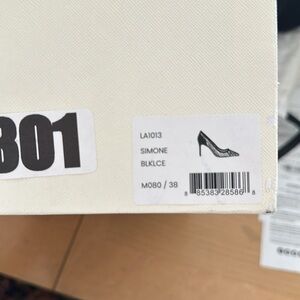 LA1013
SIMONE
BLKLCE
M080 / 38
301
8 85383 28586 8